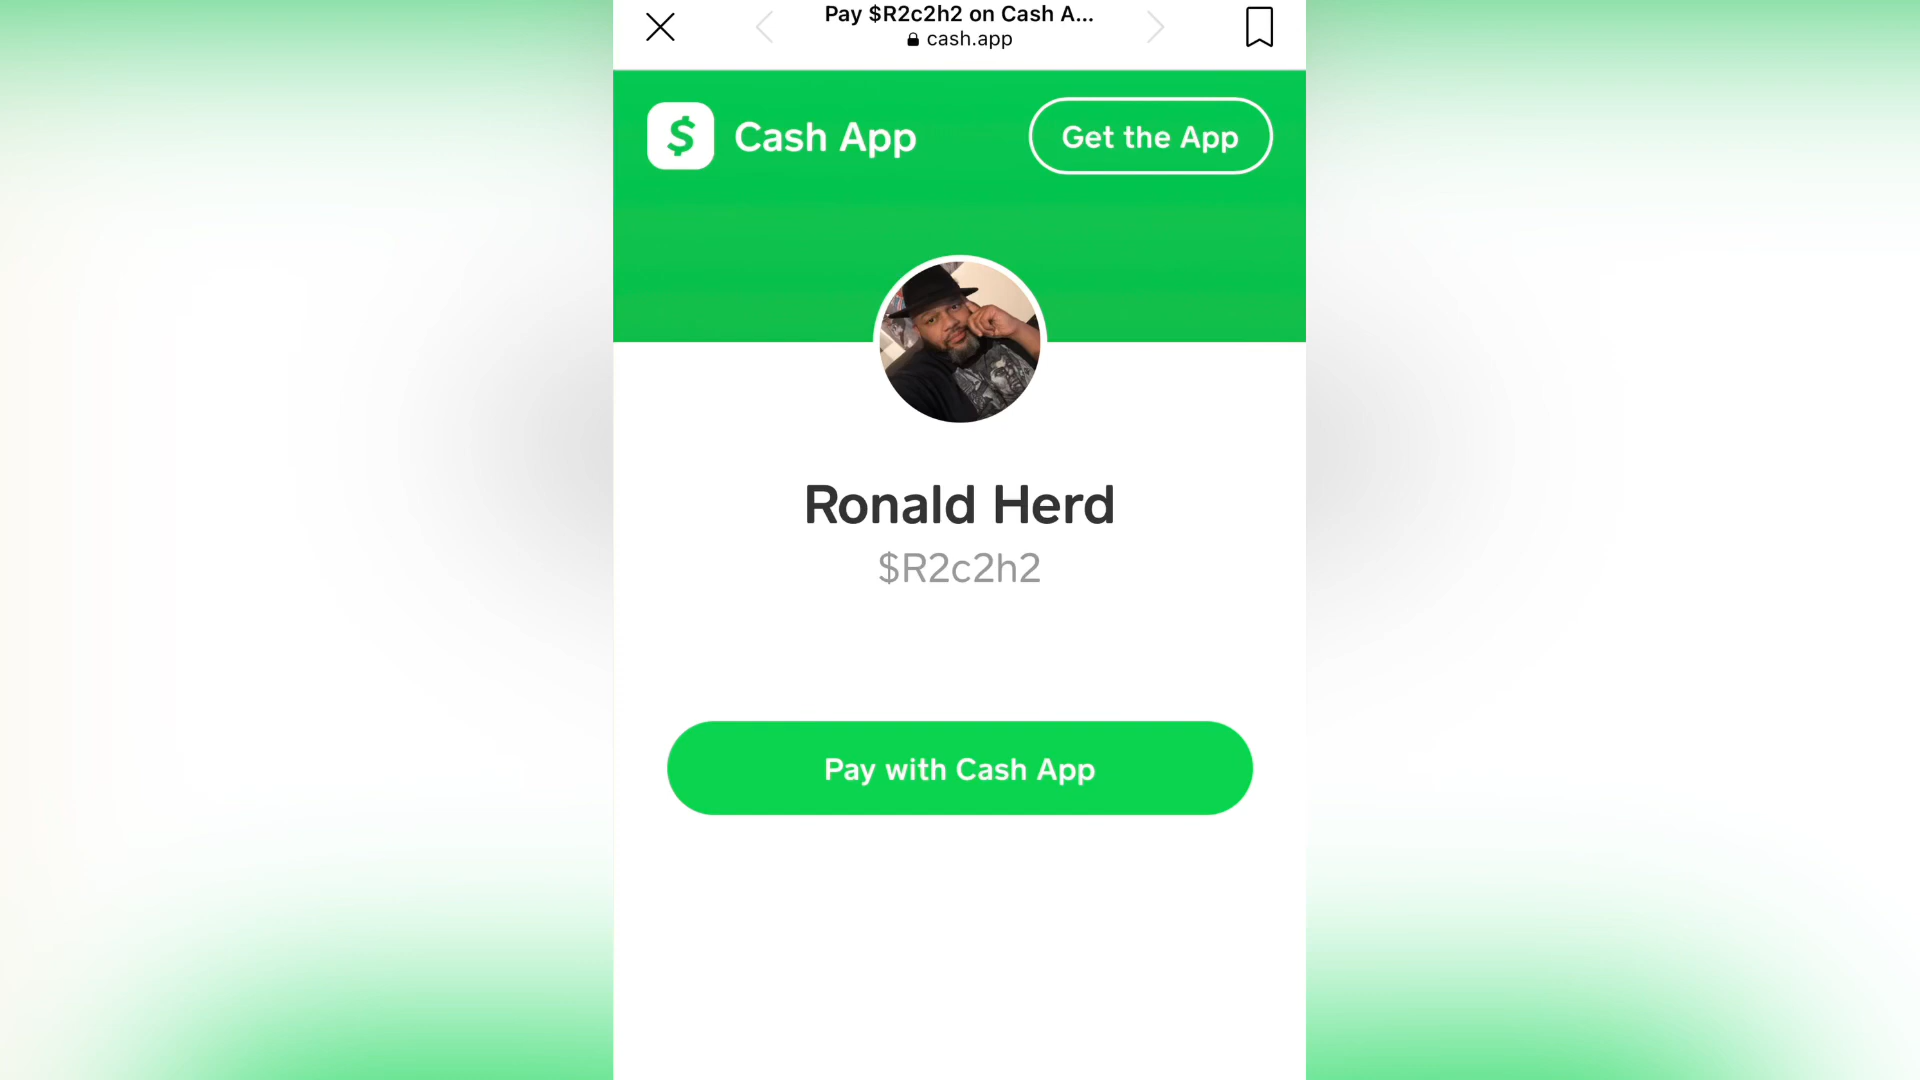 Pay $R2c2h2 on Cash A...
cash.app
$ Cash App
Get the App
Ronald Herd
$R2c2h2
Pay with Cash App